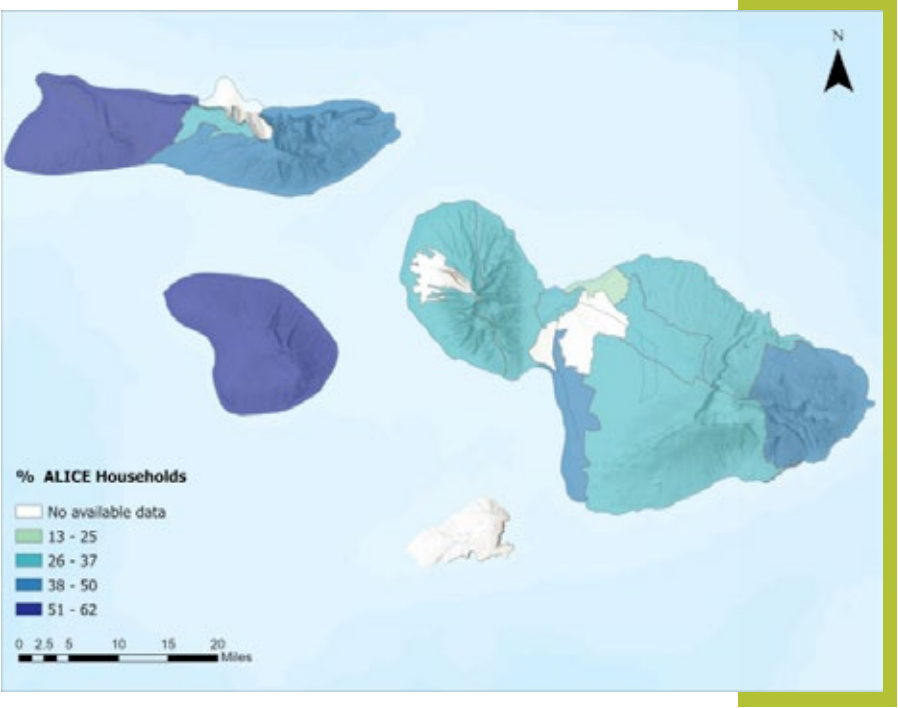 N
% ALICE Households
No available data
13 - 25
26 - 37
38 - 50
51 - 62
0 2.5 5 10 15 20
Miles